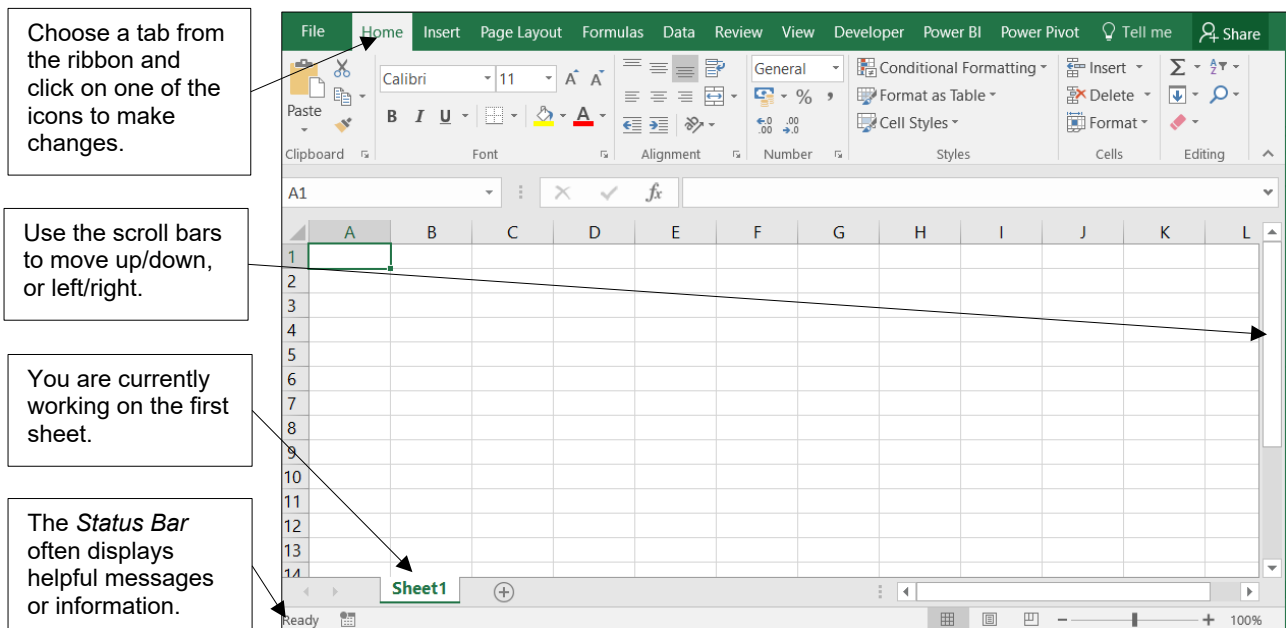 Choose a tab from
the ribbon and
click on one of the
icons to make
changes.
Use the scroll bars
to move up/down,
or left/right.
You are currently
working on the first
sheet.
The Status Bar
often displays
helpful messages
or information.
File Home Insert Page Layout Formulas Data Review View Developer Power BI Power Pivot Tell me Share
Calibri 11 A A General Conditional Formatting Insert Σ
Paste % , Format as Table Delete
B I U A Cell Styles Format
Clipboard Font Alignment Number Styles Cells Editing
A1 fx
A B C D E F G H I J K L
1
2
3
4
5
6
7
8
9
10
11
12
13
14
Sheet1
Ready 100%